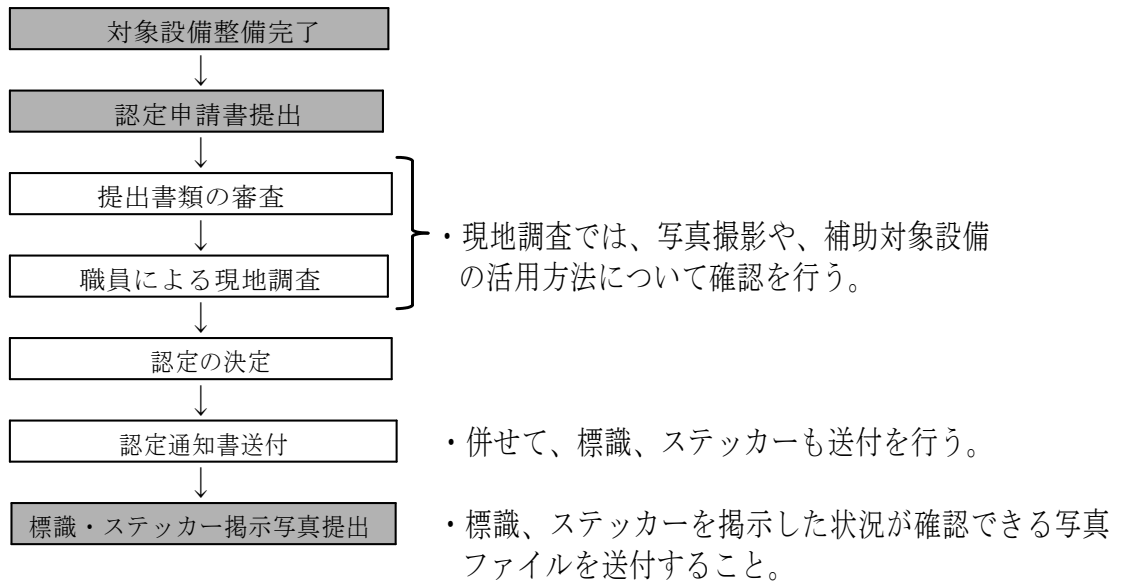 対象設備整備完了
↓
認定申請書提出
↓
提出書類の審査
↓
職員による現地調査
・現地調査では、写真撮影や、補助対象設備
の活用方法について確認を行う。
↓
認定の決定
↓
認定通知書送付
・併せて、標識、ステッカーも送付を行う。
↓
標識・ステッカー掲示写真提出
・標識、ステッカーを掲示した状況が確認できる写真
ファイルを送付すること。